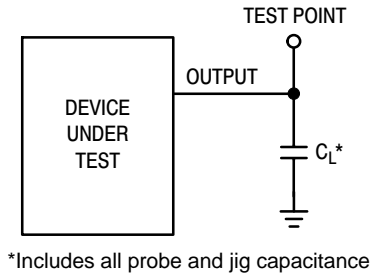 TEST POINT
OUTPUT
DEVICE
UNDER
TEST
CL*
*Includes all probe and jig capacitance